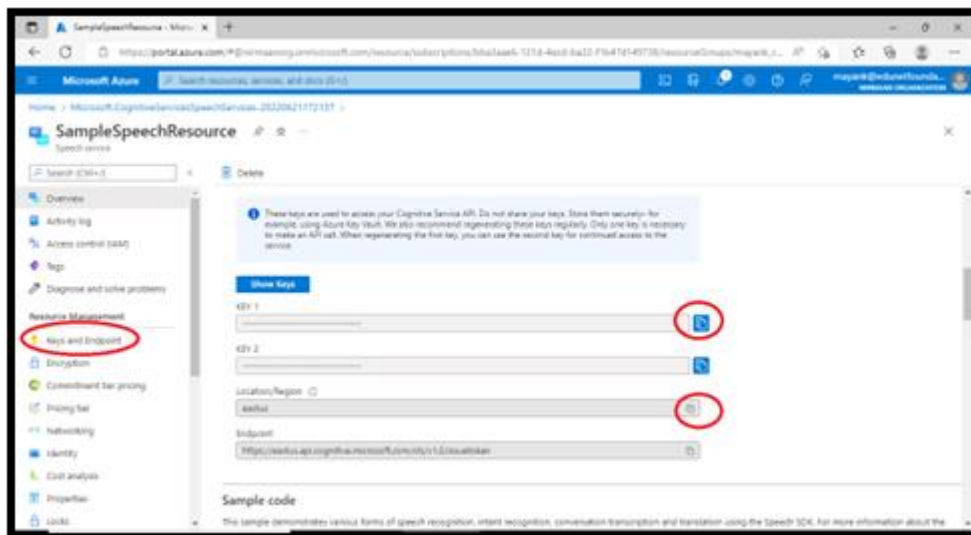 SampleSpeechResource - Micro
https://portal.azure.com/
Microsoft Azure
Search resources, services, and docs (G+/)
mayank@edunetfounda...
Home > Microsoft.CognitiveServicesSpeechServices-20220621172137 >
SampleSpeechResource
Speech service
Search (Ctrl+/)
Delete
Overview
Activity log
Access control (IAM)
Tags
Diagnose and solve problems
Resource Management
Keys and Endpoint
Encryption
Commitment tier pricing
Pricing tier
Networking
Identity
Cost analysis
Properties
Locks
These keys are used to access your Cognitive Service API. Do not share your keys. Store them securely- for
example, using Azure Key Vault. We also recommend regenerating these keys regularly. Only one key is necessary
to make an API call. When regenerating the first key, you can use the second key for continued access to the
service.
Show Keys
KEY 1
KEY 2
Location/Region
eastus
Endpoint
https://eastus.api.cognitive.microsoft.com/sts/v1.0/issuetoken
Sample code
This sample demonstrates various forms of speech recognition, intent recognition, conversation transcription and translation using the Speech SDK. For more information about the